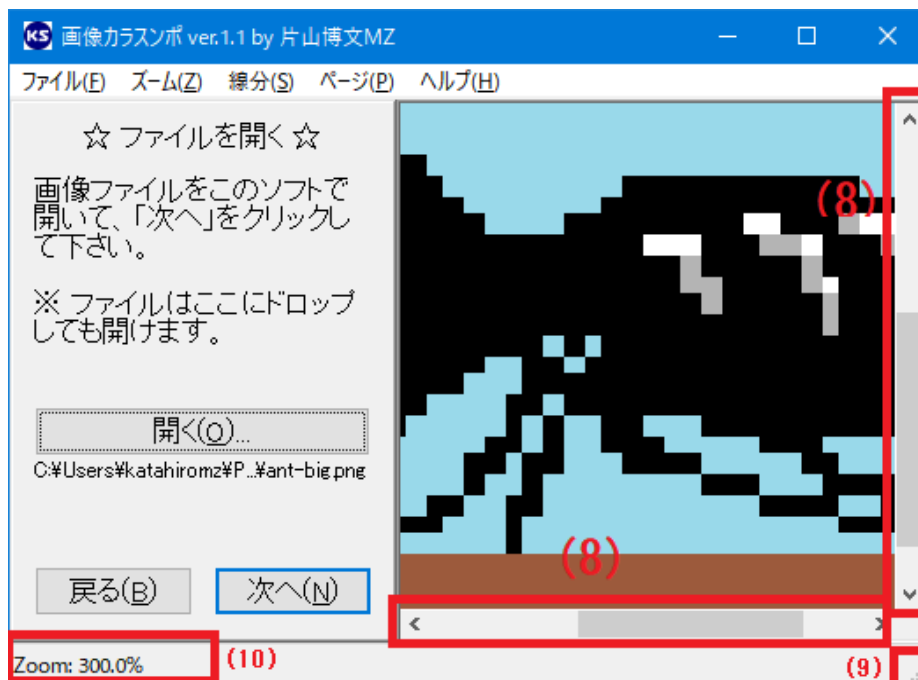 KS 画像カラスンポ ver.1.1 by 片山博文MZ
ファイル(F) ズーム(Z) 線分(S) ページ(P) ヘルプ(H)
☆ ファイルを開く ☆
画像ファイルをこのソフトで
開いて、「次へ」をクリックし
て下さい。
※ ファイルはここにドロップ
しても開けます。
開く(O)...
C:¥Users¥katahiromz¥P...¥ant-big.png
戻る(B) 次へ(N)
(8)
(8)
Zoom: 300.0%
(10)
(9)